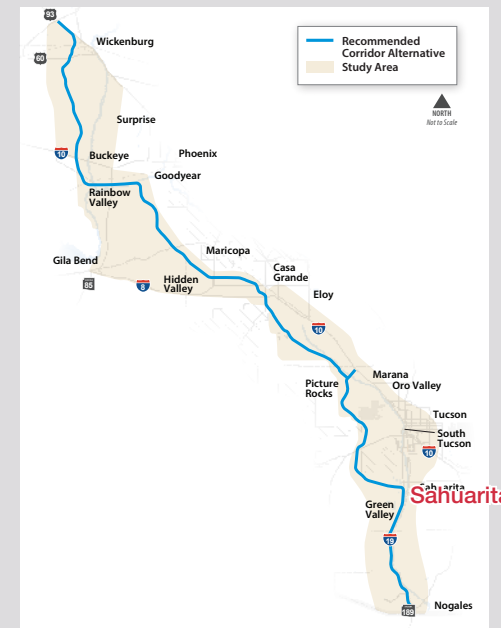 93
Wickenburg
Recommended
Corridor Alternative
Study Area
60
NORTH
Not to Scale
Surprise
10
Buckeye
Phoenix
Goodyear
Rainbow
Valley
Maricopa
Gila Bend
Casa
Grande
85
8
Hidden
Valley
Eloy
10
Marana
Picture
Rocks
Oro Valley
Tucson
South
Tucson
10
Sahuarita
Sahuarita
Green
Valley
19
Nogales
189